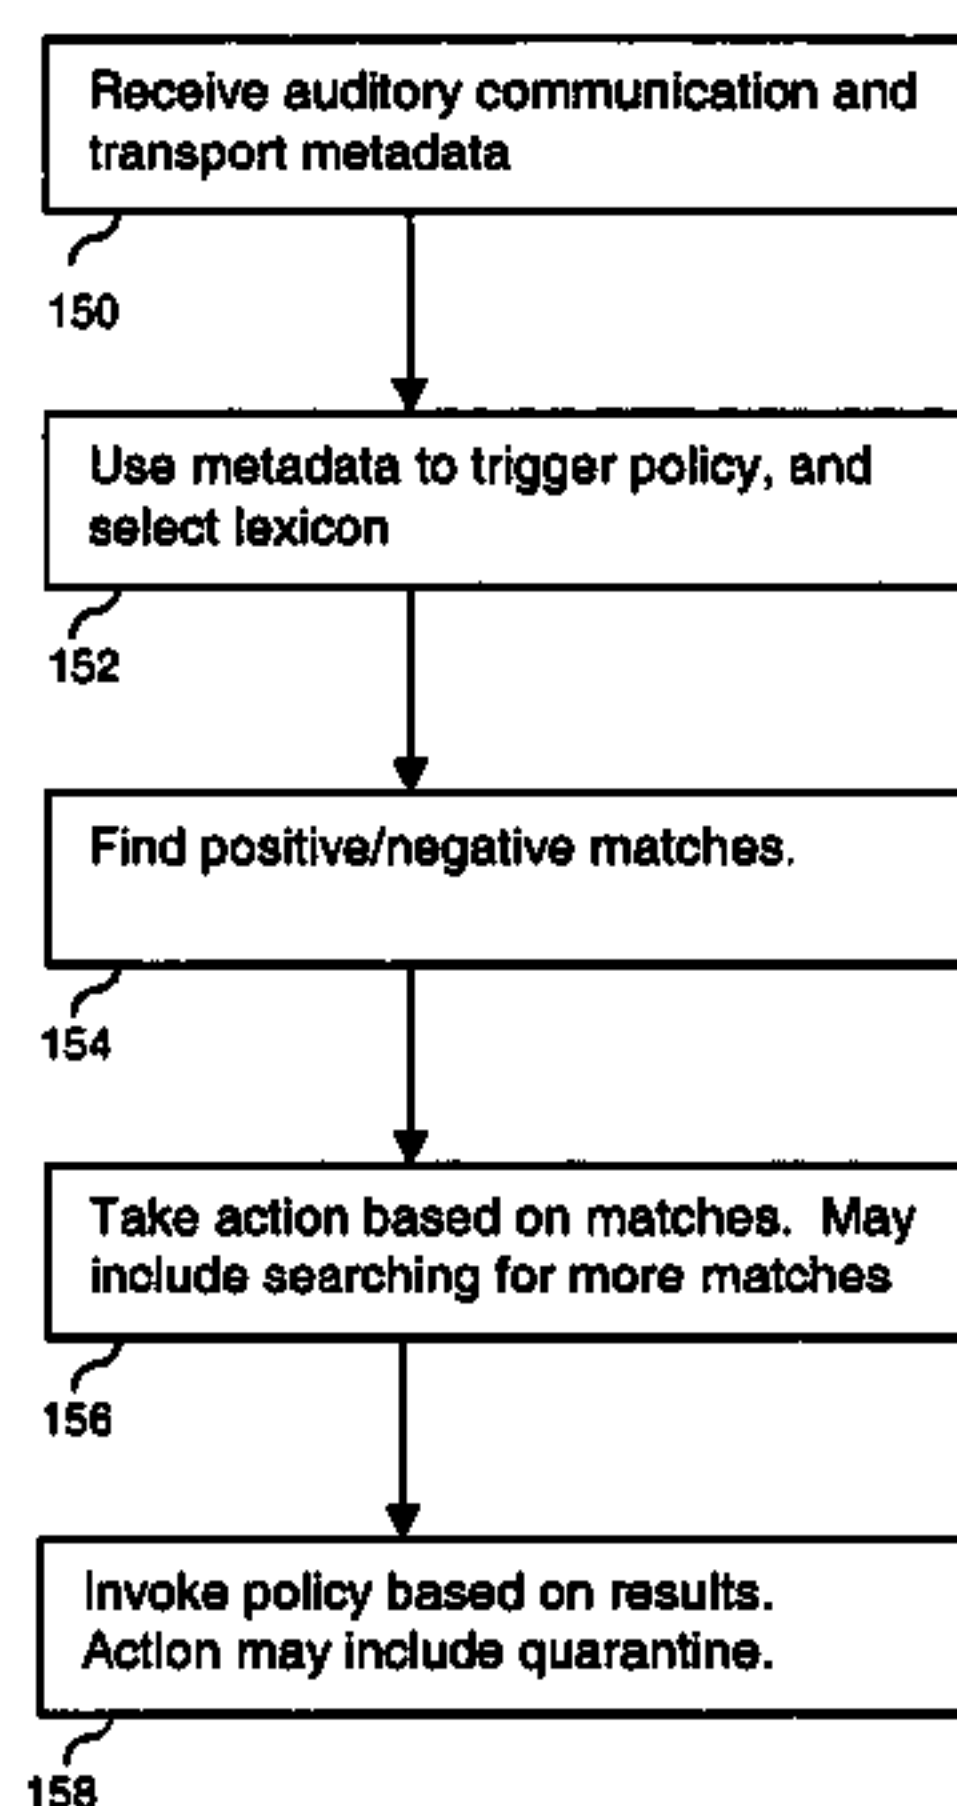 Receive auditory communication and
transport metadata
150
Use metadata to trigger policy, and
select lexicon
152
Find positive/negative matches.
154
Take action based on matches.  May
include searching for more matches
156
Invoke policy based on results.
Action may include quarantine.
158